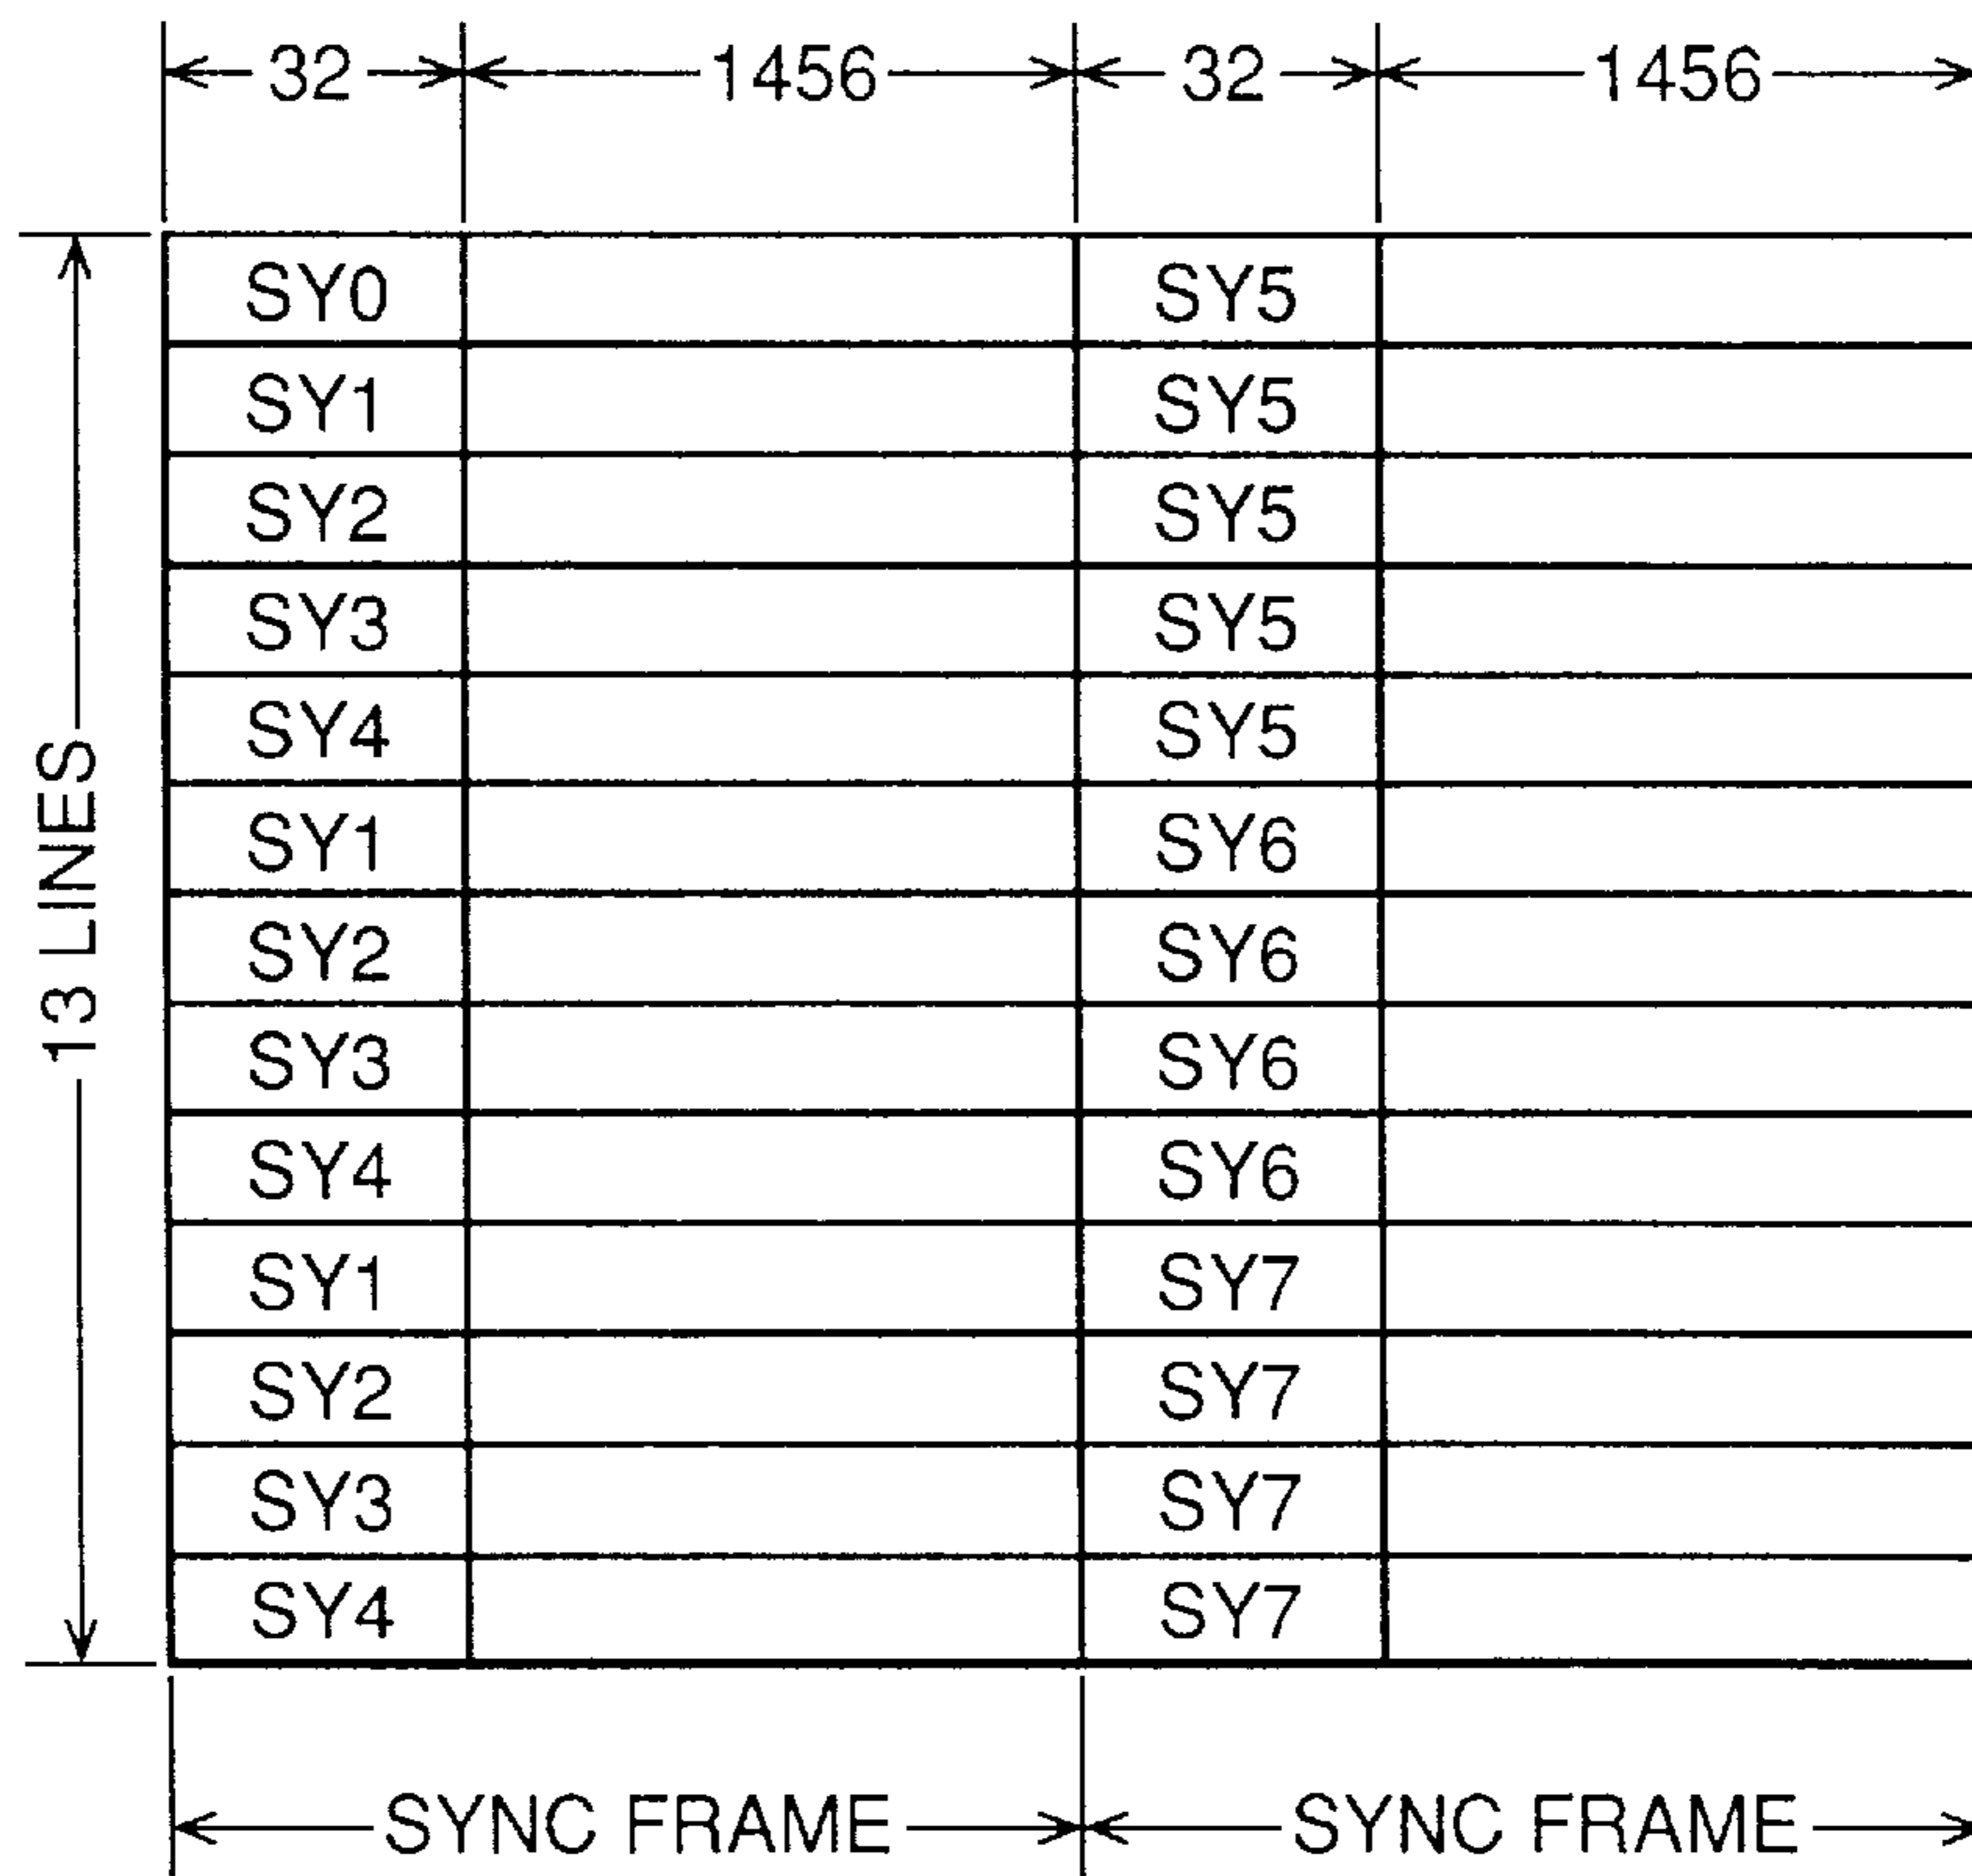 32 1456 32 1456
SY0 SY5
SY1 SY5
SY2 SY5
SY3 SY5
SY4 SY5
SY1 SY6
SY2 SY6
SY3 SY6
SY4 SY6
SY1 SY7
SY2 SY7
SY3 SY7
SY4 SY7
13 LINES
SYNC FRAME SYNC FRAME